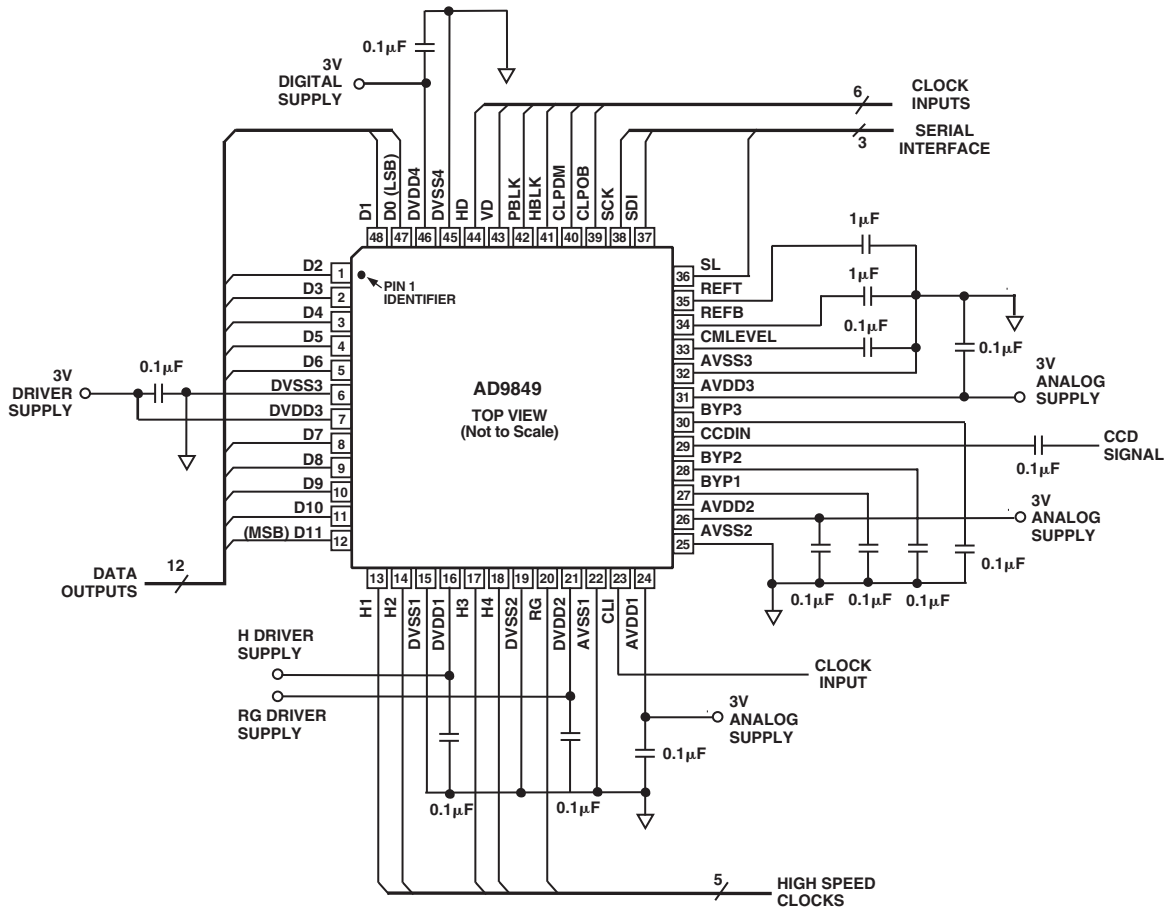 0.1µF
3V
DIGITAL
SUPPLY
6
CLOCK
INPUTS
3
SERIAL
INTERFACE
D1
D0 (LSB)
DVDD4
DVSS4
HD
VD
PBLK
HBLK
CLPDM
CLPOB
SCK
SDI
48
47
46
45
44
43
42
41
40
39
38
37
D2
1
D3
2
D4
3
D5
4
D6
5
DVSS3
6
DVDD3
7
D7
8
D8
9
D9
10
D10
11
(MSB) D11
12
PIN 1
IDENTIFIER
AD9849
TOP VIEW
(Not to Scale)
3V
DRIVER
SUPPLY
0.1µF
DATA
OUTPUTS
12
36
SL
35
REFT
34
REFB
33
CMLEVEL
32
AVSS3
31
AVDD3
30
BYP3
29
CCDIN
28
BYP2
27
BYP1
26
AVDD2
25
AVSS2
1µF
1µF
0.1µF
0.1µF
3V
ANALOG
SUPPLY
CCD
SIGNAL
0.1µF
3V
ANALOG
SUPPLY
0.1µF
0.1µF
0.1µF
0.1µF
13
14
15
16
17
18
19
20
21
22
23
24
H1
H2
DVSS1
DVDD1
H3
H4
DVSS2
RG
DVDD2
AVSS1
CLI
AVDD1
H DRIVER
SUPPLY
RG DRIVER
SUPPLY
CLOCK
INPUT
3V
ANALOG
SUPPLY
0.1µF
0.1µF
0.1µF
5
HIGH SPEED
CLOCKS